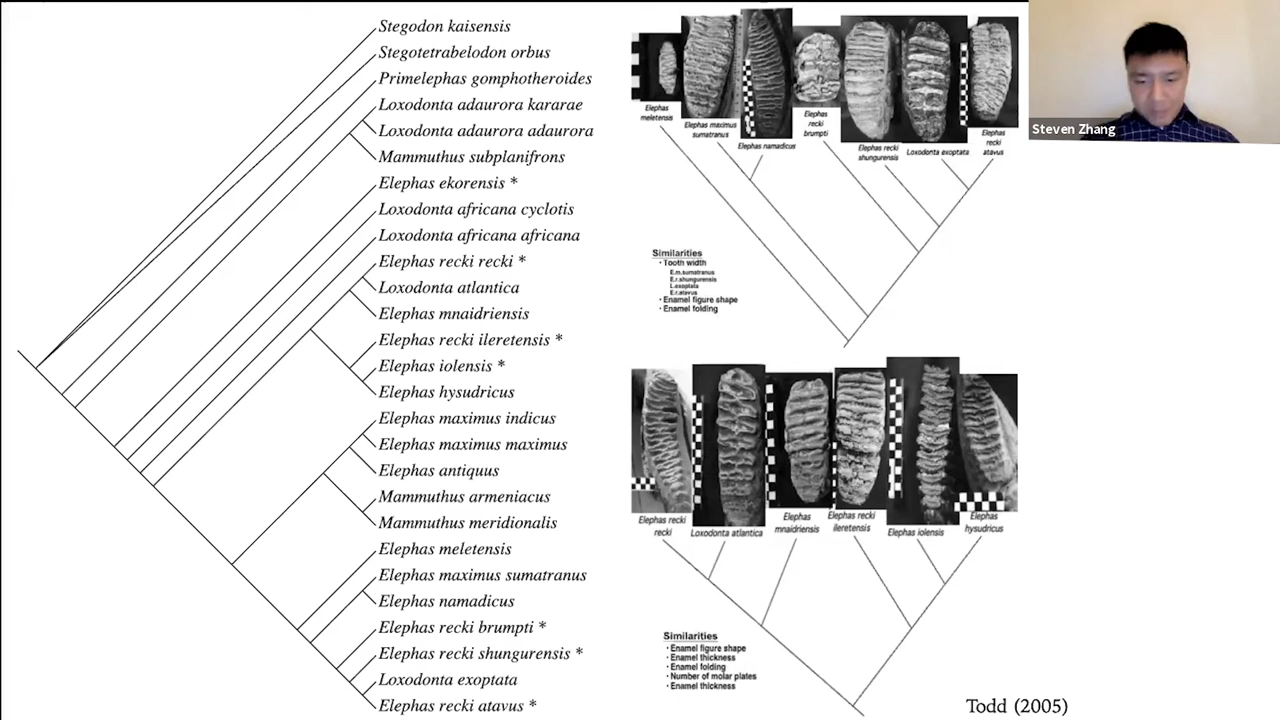 Stegodon kaisensis
Stegotetrabelodon orbus
Primelephas gomphotheroides
Loxodonta adaurora kararae
Loxodonta adaurora adaurora
Mammuthus subplanifrons
Elephas ekorensis *
Loxodonta africana cyclotis
Loxodonta africana africana
Elephas recki recki *
Loxodonta atlantica
Elephas mnaidriensis
Elephas recki ileretensis *
Elephas iolensis *
Elephas hysudricus
Elephas maximus indicus
Elephas maximus maximus
Elephas antiquus
Mammuthus armeniacus
Mammuthus meridionalis
Elephas meletensis
Elephas maximus sumatranus
Elephas namadicus
Elephas recki brumpti *
Elephas recki shungurensis *
Loxodonta exoptata
Elephas recki atavus *
Elephas
meletensis
Elephas maximus
sumatranus
Elephas namadicus
Elephas
recki
brumpti
Elephas recki
shungurensis
Loxodonta exoptata
Elephas
recki
atavus
Similarities
· Tooth width
E.m.sumatranus
E.r.shungurensis
L.exoptata
E.r.atavus
· Enamel figure shape
· Enamel folding
Elephas recki
recki
Loxodonta atlantica
Elephas
mnaidriensis
Elephas recki
ileretensis
Elephas iolensis
Elephas
hysudricus
Similarities
· Enamel figure shape
· Enamel thickness
· Enamel folding
· Number of molar plates
· Enamel thickness
Todd (2005)
Steven Zhang